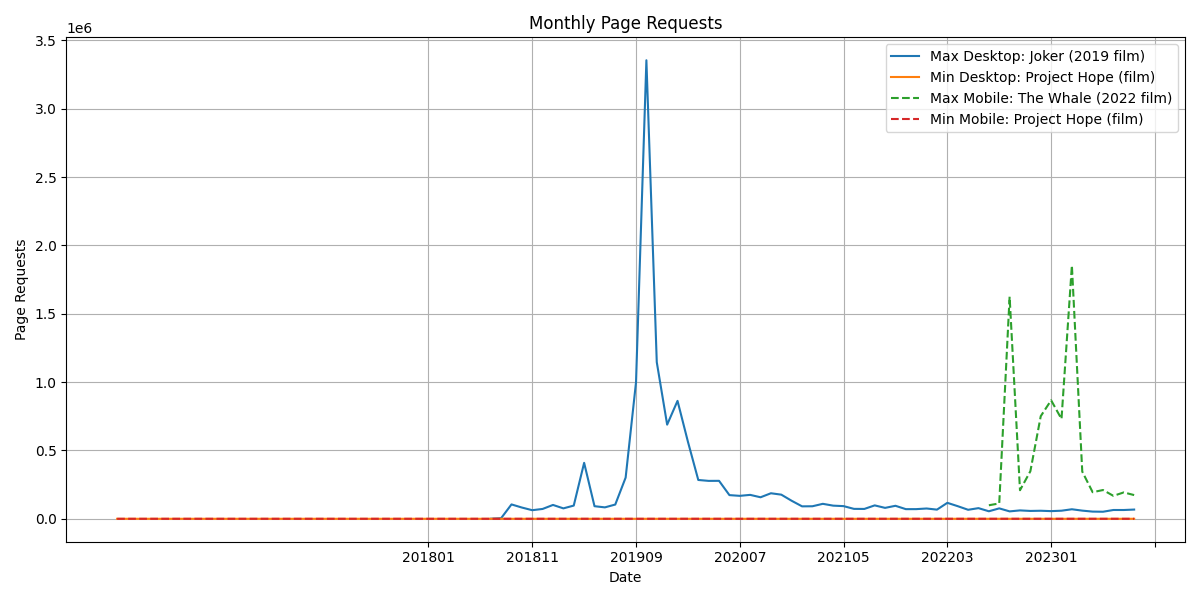 Monthly Page Requests
1e6
3.5
3.0
2.5
2.0
1.5
1.0
0.5
0.0
Page Requests
Max Desktop: Joker (2019 film)
Min Desktop: Project Hope (film)
Max Mobile: The Whale (2022 film)
Min Mobile: Project Hope (film)
201801
201811
201909
202007
202105
202203
202301
Date